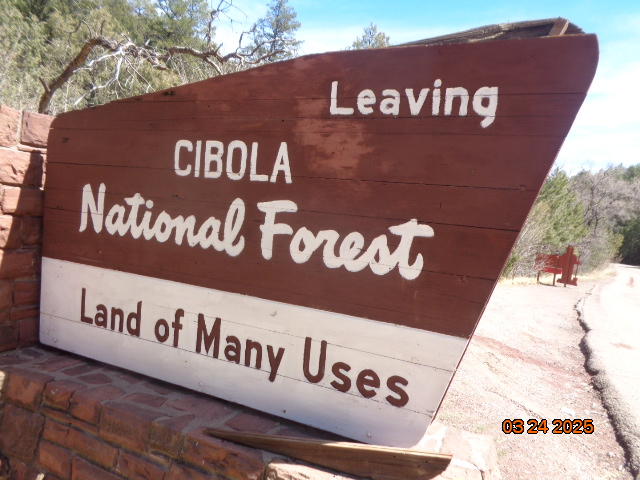 Leaving
CIBOLA
National Forest
Land of Many Uses
03 24 2025